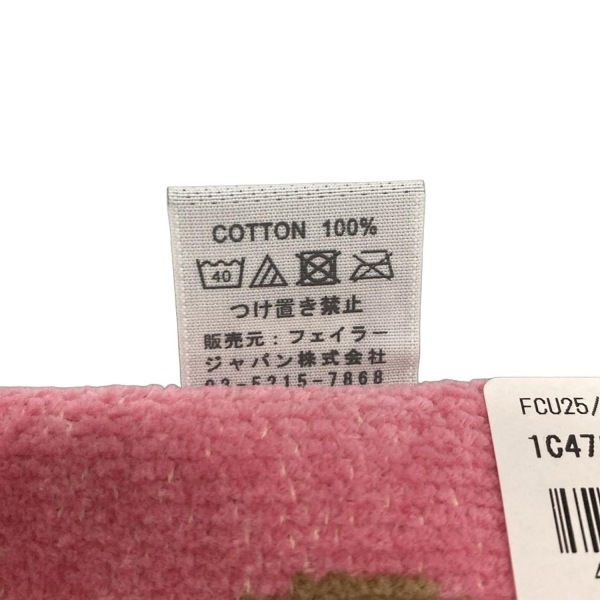 COTTON 100%
40
つけ置き禁止
販売元：フェイラー
ジャパン株式会社
03-5215-7868
FCU25/
1C47